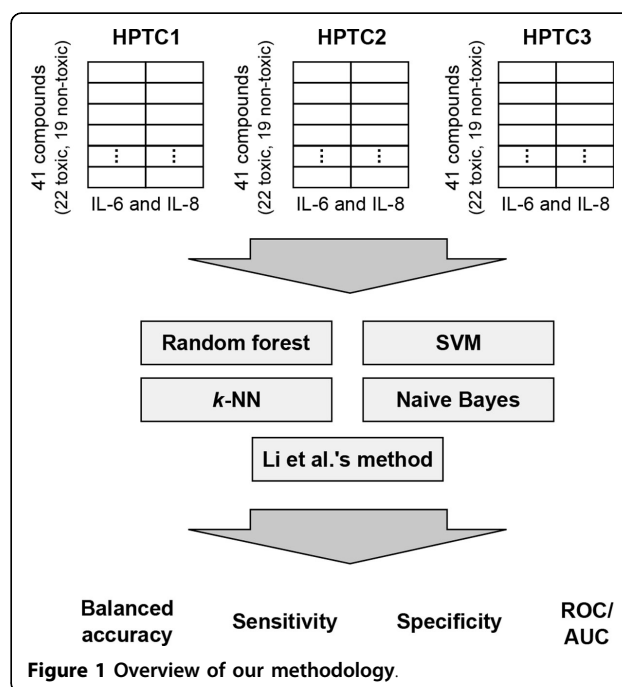 HPTC1 HPTC2 HPTC3
41 compounds
(22 toxic, 19 non-toxic)
41 compounds
(22 toxic, 19 non-toxic)
41 compounds
(22 toxic, 19 non-toxic)
⋮ ⋮ ⋮ ⋮ ⋮ ⋮
IL-6 and IL-8 IL-6 and IL-8 IL-6 and IL-8
Random forest SVM
k-NN Naive Bayes
Li et al.'s method
Balanced
accuracy
Sensitivity
Specificity
ROC/
AUC
Figure 1 Overview of our methodology.